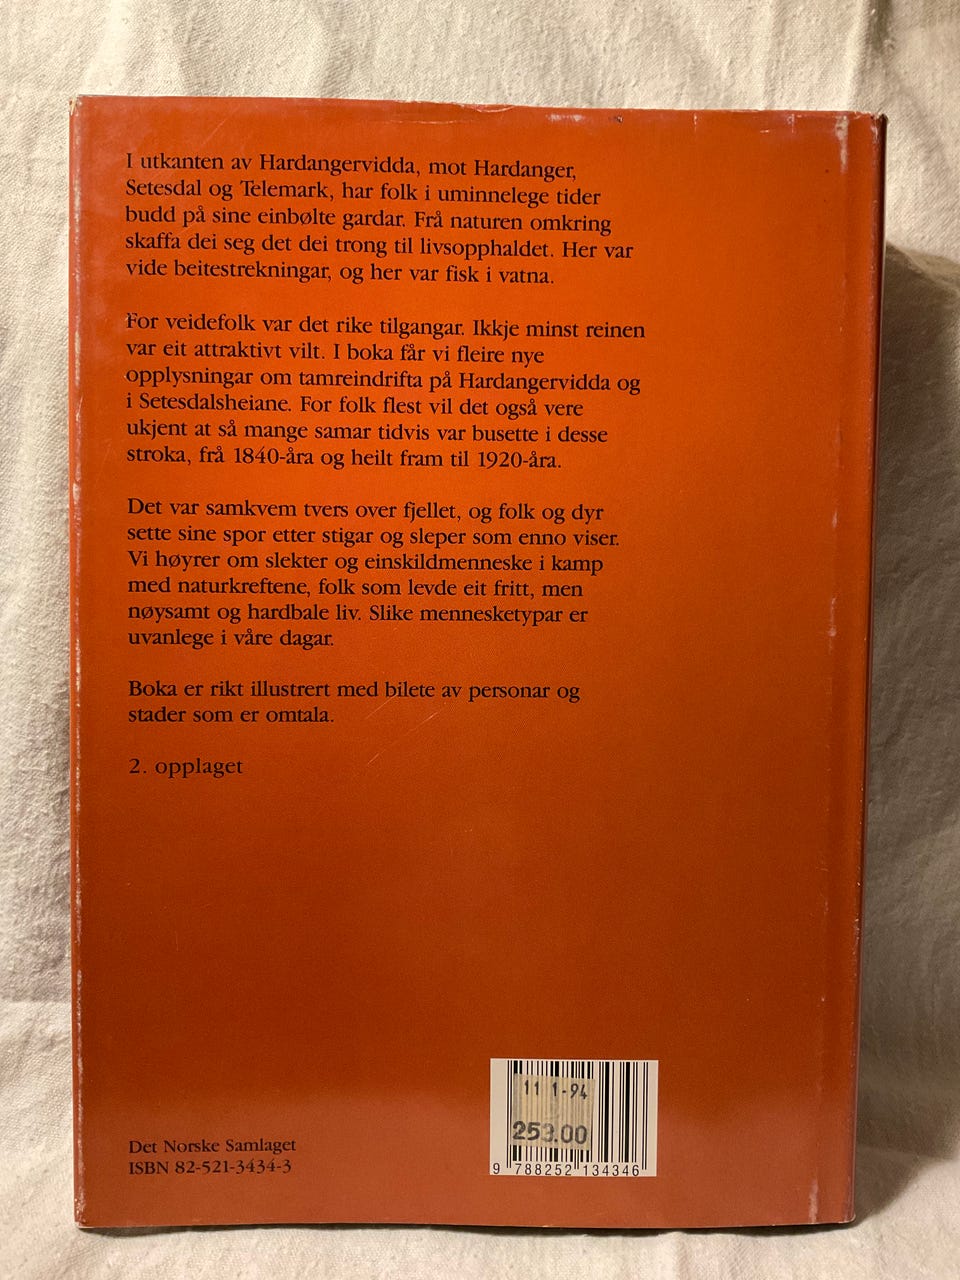 I utkanten av Hardangervidda, mot Hardanger,
Setesdal og Telemark, har folk i uminnelege tider
budd på sine einbølte gardar. Frå naturen omkring
skaffa dei seg det dei trong til livsopphaldet. Her var
vide beitestrekningar, og her var fisk i vatna.
For veidefolk var det rike tilgangar. Ikkje minst reinen
var eit attraktivt vilt. I boka får vi fleire nye
opplysningar om tamreindrifta på Hardangervidda og
i Setesdalsheiane. For folk flest vil det også vere
ukjent at så mange samar tidvis var busette i desse
stroka, frå 1840-åra og heilt fram til 1920-åra.
Det var samkvem tvers over fjellet, og folk og dyr
sette sine spor etter stigar og sleper som enno viser.
Vi høyrer om slekter og einskildmenneske i kamp
med naturkreftene, folk som levde eit fritt, men
nøysamt og hardbale liv. Slike mennesketypar er
uvanlege i våre dagar.
Boka er rikt illustrert med bilete av personar og
stader som er omtala.
2. opplaget
11 1-94
253.00
9 788252 134346
Det Norske Samlaget
ISBN 82-521-3434-3